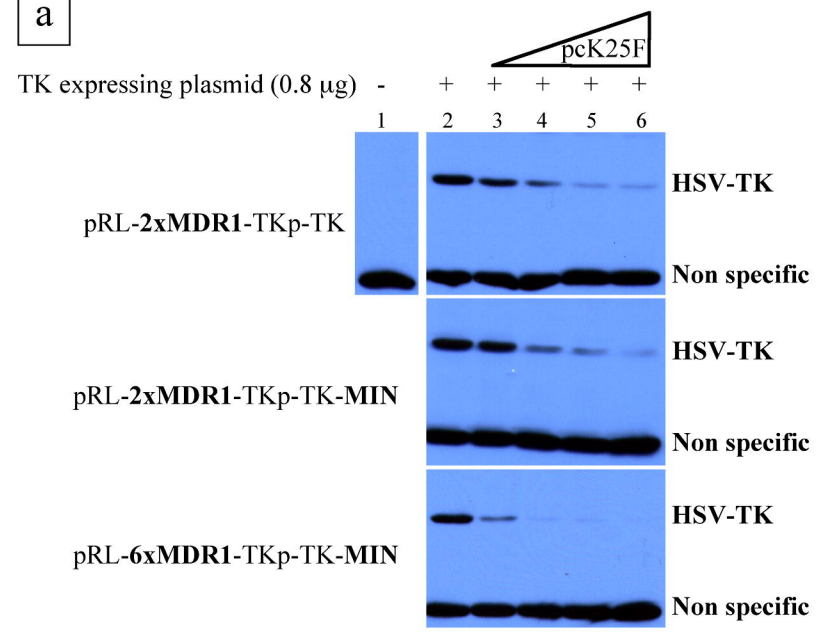 a
pcK25F
TK expressing plasmid (0.8 µg) - + + + + +
1 2 3 4 5 6
HSV-TK
pRL-2xMDR1-TKp-TK
Non specific
HSV-TK
pRL-2xMDR1-TKp-TK-MIN
Non specific
HSV-TK
pRL-6xMDR1-TKp-TK-MIN
Non specific